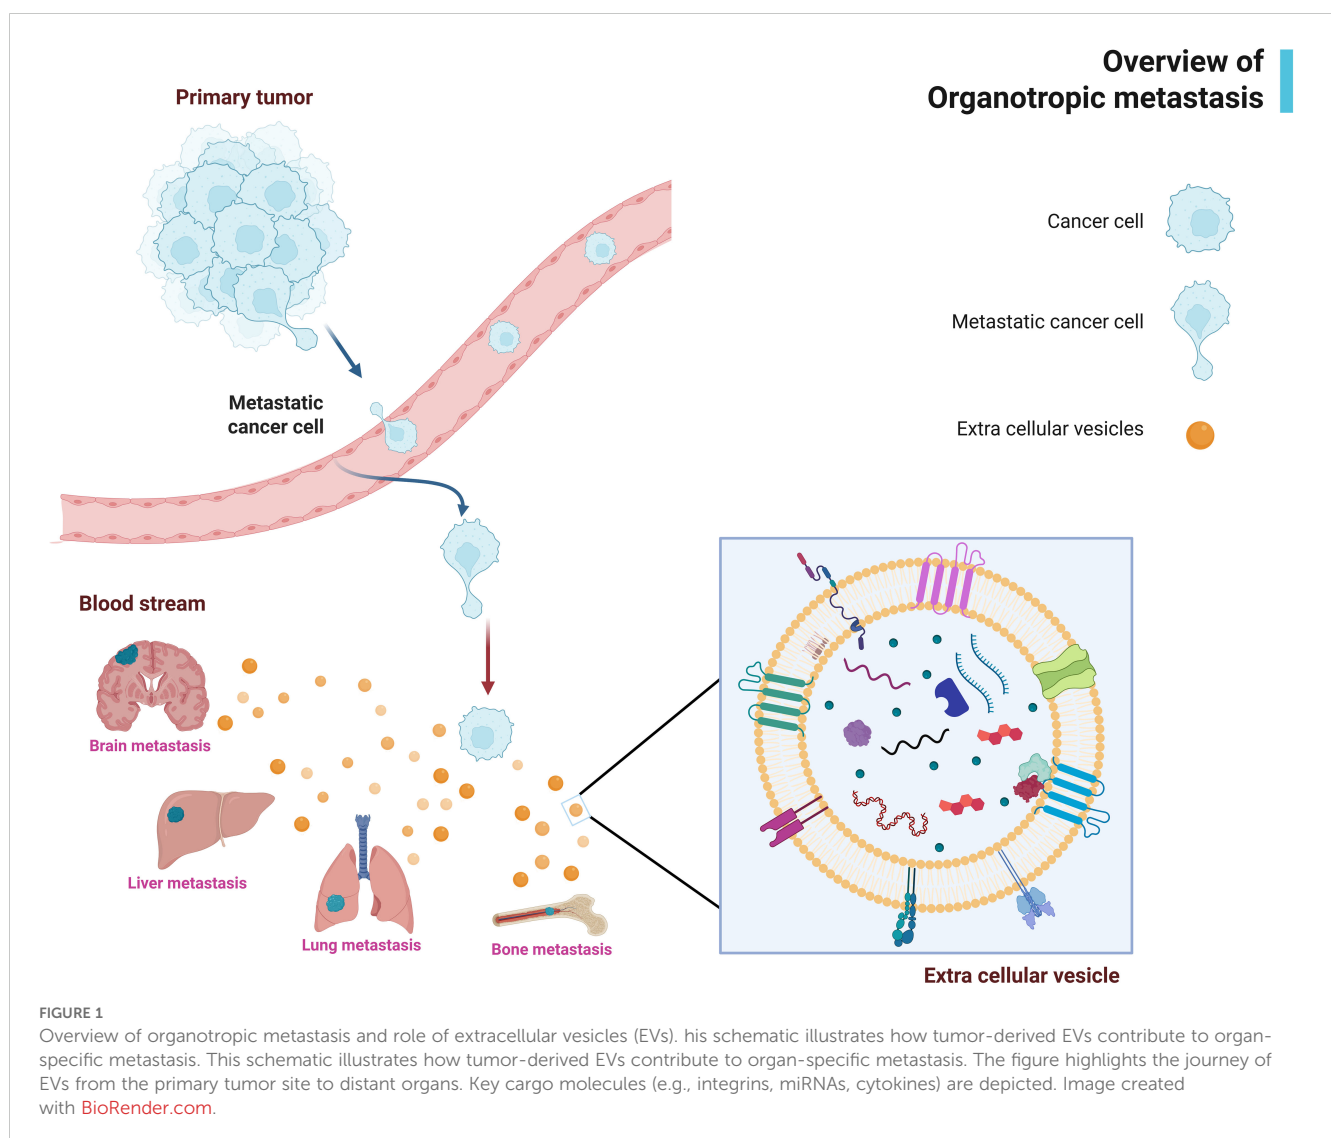 Overview of
Organotropic metastasis
Primary tumor
Cancer cell
Metastatic cancer cell
Extra cellular vesicles
Metastatic
cancer cell
Blood stream
Brain metastasis
Liver metastasis
Lung metastasis
Bone metastasis
Extra cellular vesicle
FIGURE 1
Overview of organotropic metastasis and role of extracellular vesicles (EVs). his schematic illustrates how tumor-derived EVs contribute to organ-
specific metastasis. This schematic illustrates how tumor-derived EVs contribute to organ-specific metastasis. The figure highlights the journey of
EVs from the primary tumor site to distant organs. Key cargo molecules (e.g., integrins, miRNAs, cytokines) are depicted. Image created
with BioRender.com.